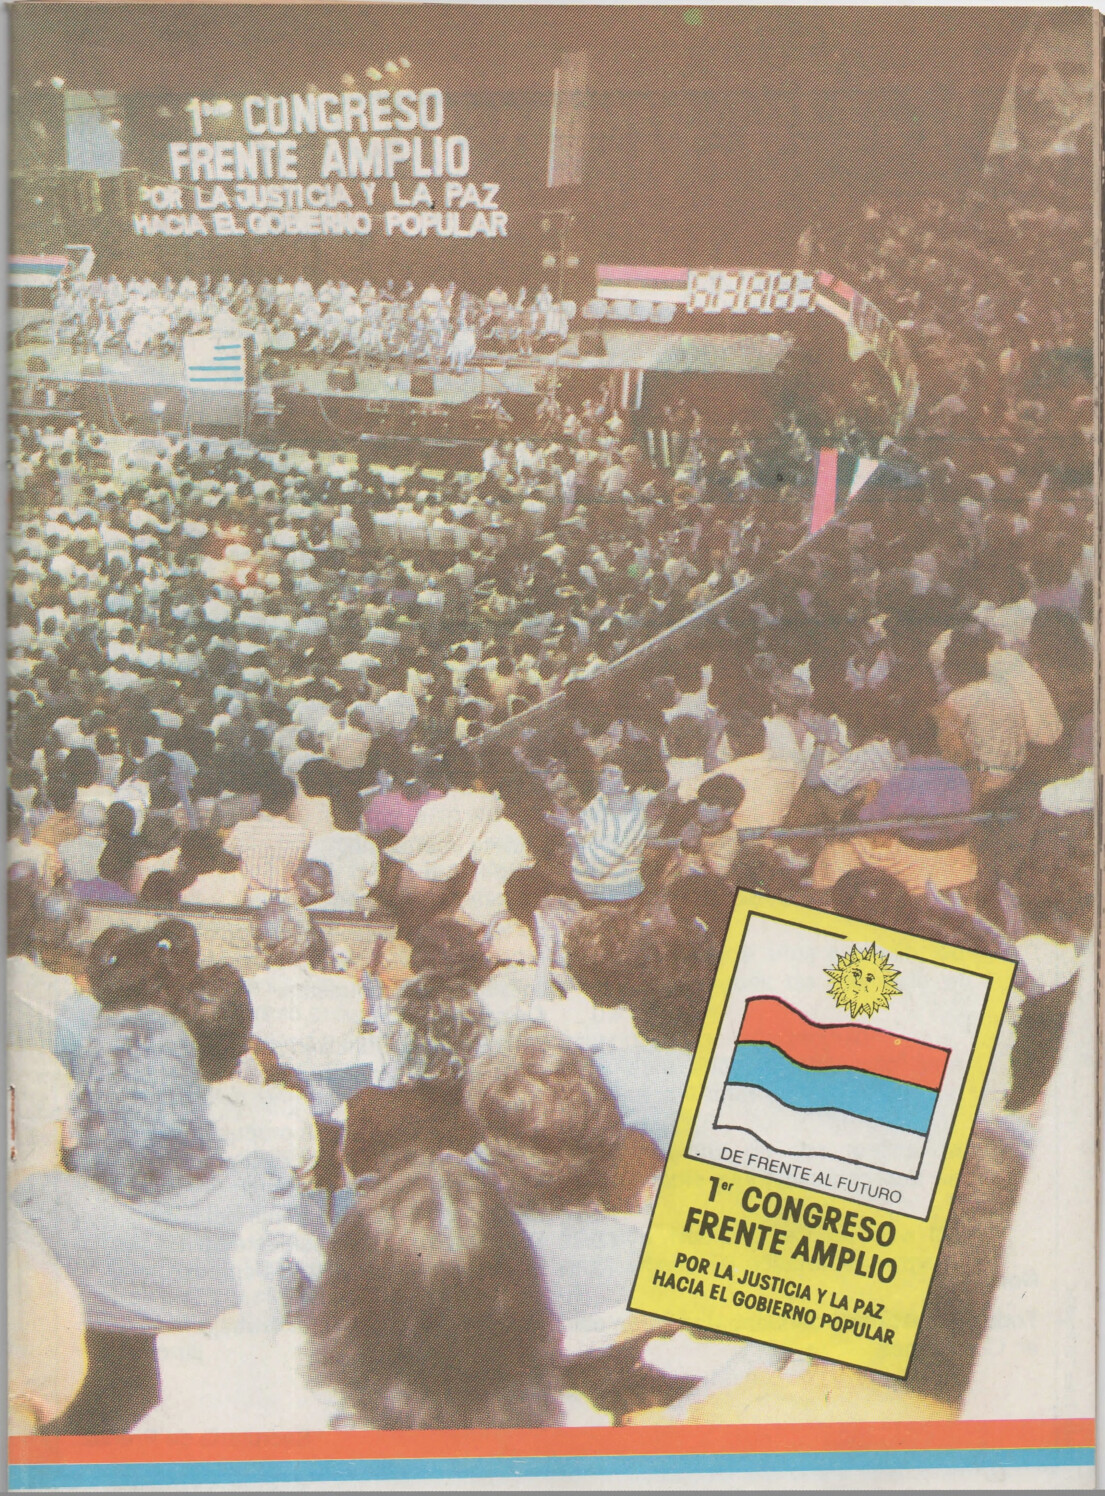 1er CONGRESO
FRENTE AMPLIO
POR LA JUSTICIA Y LA PAZ
HACIA EL GOBIERNO POPULAR
DE FRENTE AL FUTURO
1er CONGRESO
FRENTE AMPLIO
POR LA JUSTICIA Y LA PAZ
HACIA EL GOBIERNO POPULAR